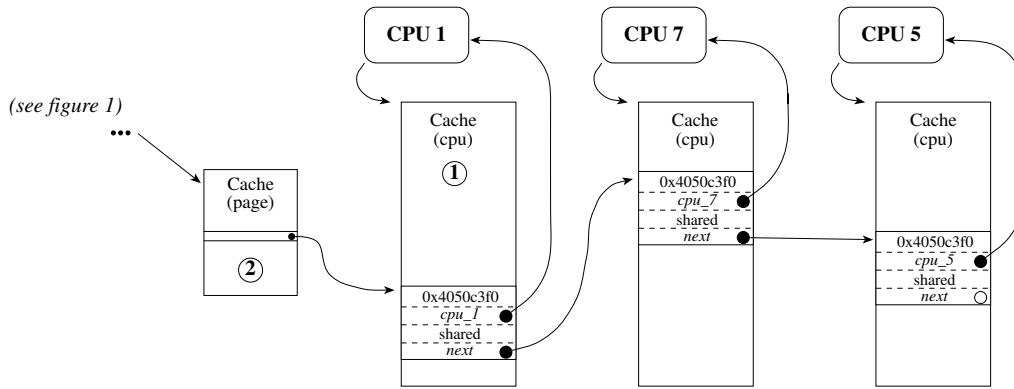 CPU 1
CPU 7
CPU 5
(see figure 1)
•••
Cache
(page)
2
Cache
(cpu)
1
0x4050c3f0
cpu_1
shared
next
Cache
(cpu)
0x4050c3f0
cpu_7
shared
next
Cache
(cpu)
0x4050c3f0
cpu_5
shared
next